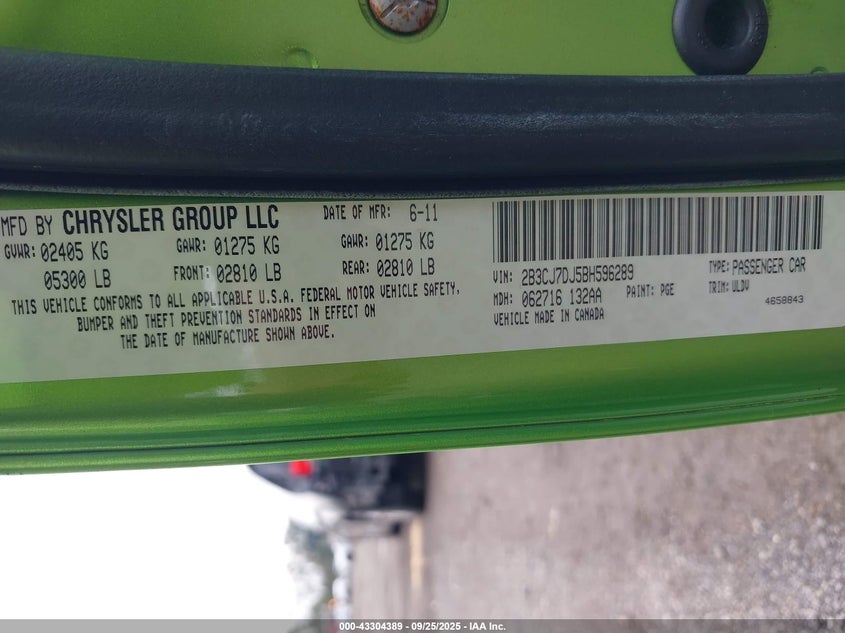 MFD BY CHRYSLER GROUP LLC DATE OF MFR: 6-11
GVWR: 02405 KG GAWR: 01275 KG GAWR: 01275 KG
05300 LB FRONT: 02810 LB REAR: 02810 LB
THIS VEHICLE CONFORMS TO ALL APPLICABLE U.S.A. FEDERAL MOTOR VEHICLE SAFETY,
BUMPER AND THEFT PREVENTION STANDARDS IN EFFECT ON
THE DATE OF MANUFACTURE SHOWN ABOVE.
VIN: 2B3CJ7DJ5BH596289 TYPE: PASSENGER CAR
MDH: 062716 132AA PAINT: PGE TRIM: ULDV
VEHICLE MADE IN CANADA 4658843
000-43304389 - 09/25/2025 - IAA Inc.